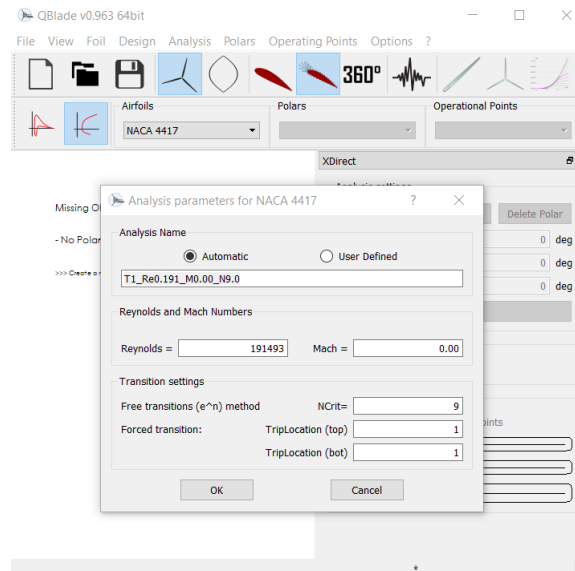 QBlade v0.963 64bit
File View Foil Design Analysis Polars Operating Points Options ?
360°
Airfoils Polars Operational Points
NACA 4417
XDirect
Analysis settings
Analysis parameters for NACA 4417 ?
Missing O
Delete Polar
Analysis Name
- No Polar
0 deg
Automatic User Defined
0 deg
T1_Re0.191_M0.00_N9.0
0 deg
Reynolds and Mach Numbers
Reynolds = 191493 Mach = 0.00
Transition settings
Free transitions (e^n) method NCrit= 9
Forced transition: TripLocation (top) 1
TripLocation (bot) 1
OK Cancel